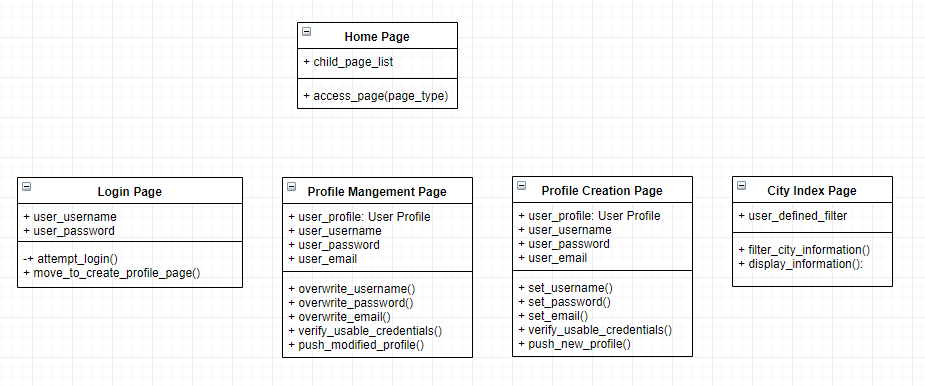 Home Page
+ child_page_list
+ access_page(page_type)
Login Page
+ user_username
+ user_password
-+ attempt_login()
+ move_to_create_profile_page()
Profile Mangement Page
+ user_profile: User Profile
+ user_username
+ user_password
+ user_email
+ overwrite_username()
+ overwrite_password()
+ overwrite_email()
+ verify_usable_credentials()
+ push_modified_profile()
Profile Creation Page
+ user_profile: User Profile
+ user_username
+ user_password
+ user_email
+ set_username()
+ set_password()
+ set_email()
+ verify_usable_credentials()
+ push_new_profile()
City Index Page
+ user_defined_filter
+ filter_city_information()
+ display_information():